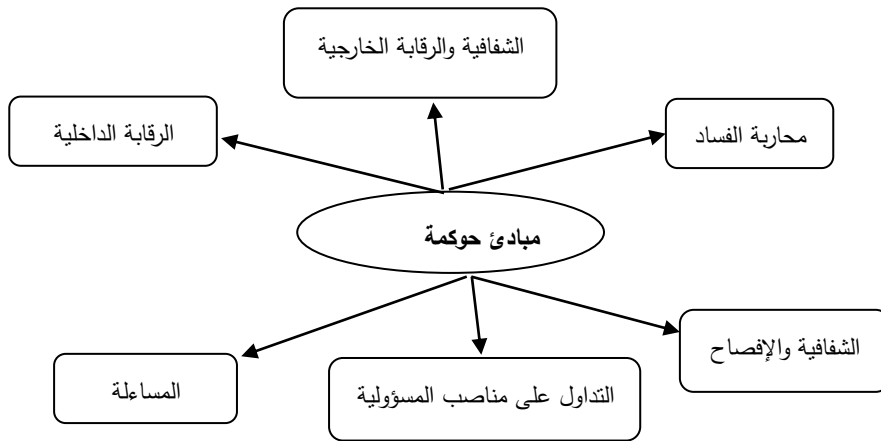 الشفافية والرقابة الخارجية
محاربة الفساد
الرقابة الداخلية
مبادئ حوكمة
الشفافية والإفصاح
التداول على مناصب المسؤولية
المساءلة